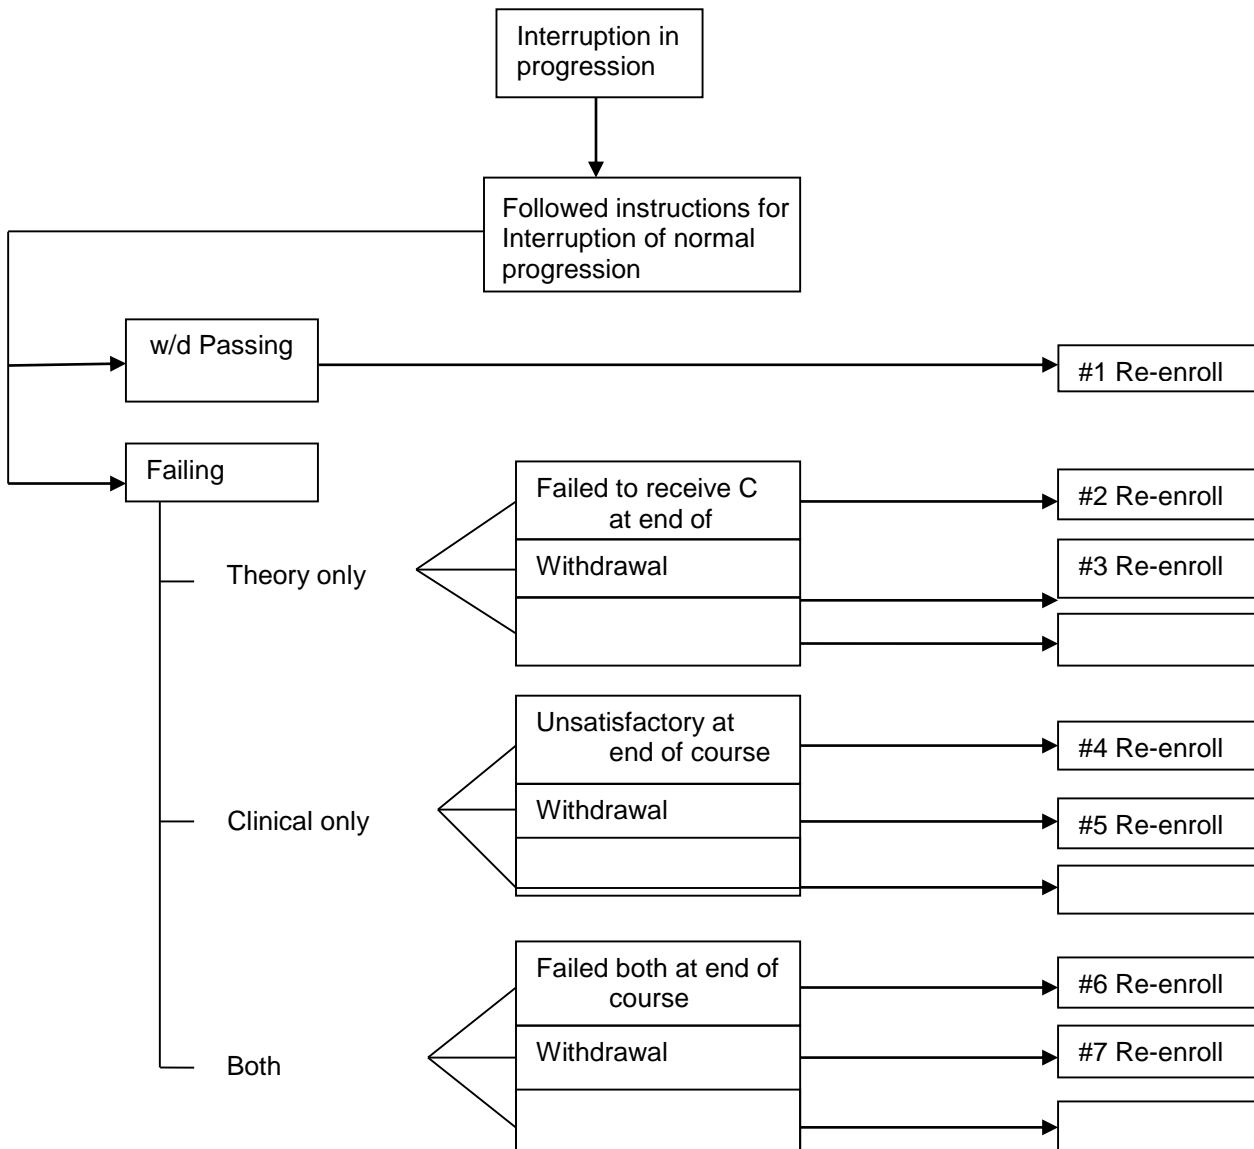 Interruption in
progression
Followed instructions for
Interruption of normal
progression
w/d Passing
#1 Re-enroll
Failing
Failed to receive C
at end of
#2 Re-enroll
Theory only
Withdrawal
#3 Re-enroll
Unsatisfactory at
end of course
#4 Re-enroll
Clinical only
Withdrawal
#5 Re-enroll
Failed both at end of
course
#6 Re-enroll
Both
Withdrawal
#7 Re-enroll